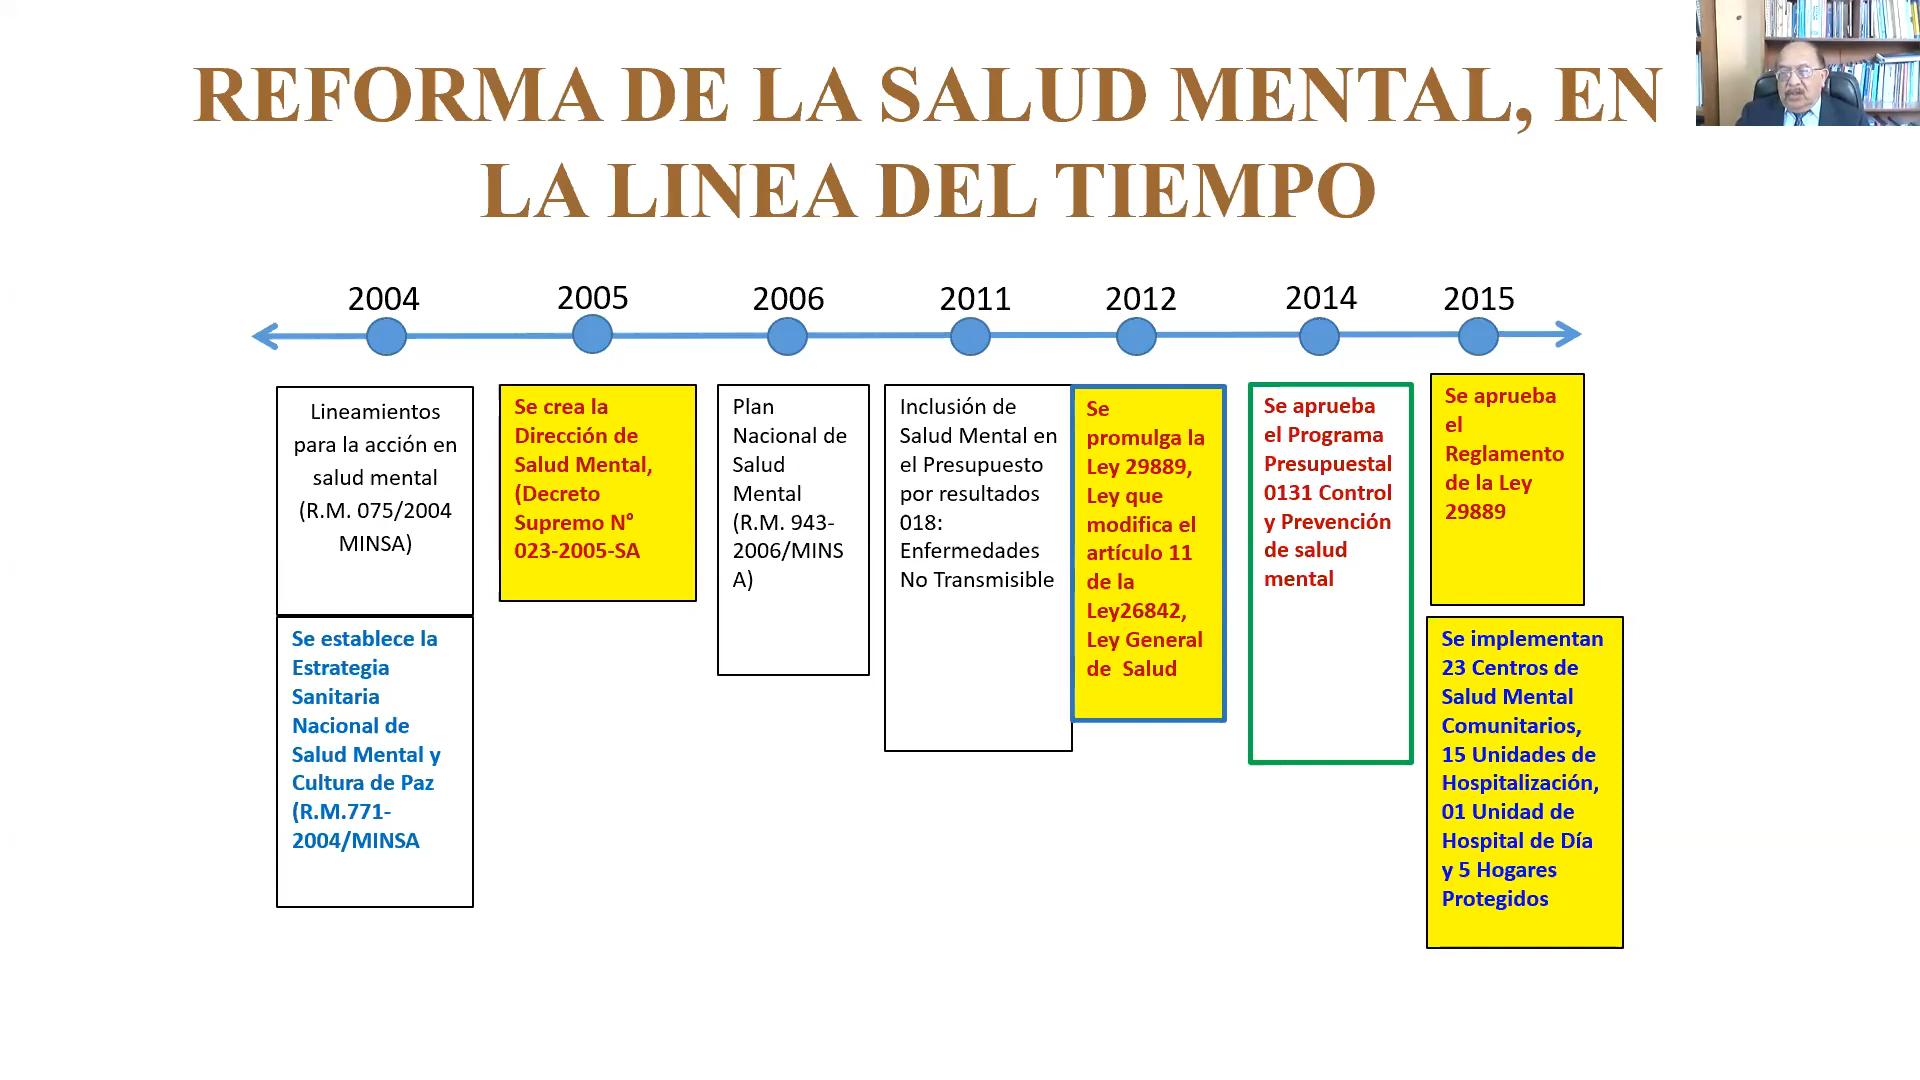 REFORMA DE LA SALUD MENTAL, EN
LA LINEA DEL TIEMPO
2004
2005
2006
2011
2012
2014
2015
Lineamientos
para la acción en
salud mental
(R.M. 075/2004
MINSA)
Se establece la
Estrategia
Sanitaria
Nacional de
Salud Mental y
Cultura de Paz
(R.M.771-
2004/MINSA
Se crea la
Dirección de
Salud Mental,
(Decreto
Supremo N°
023-2005-SA
Plan
Nacional de
Salud
Mental
(R.M. 943-
2006/MINS
A)
Inclusión de
Salud Mental en
el Presupuesto
por resultados
018:
Enfermedades
No Transmisible
Se
promulga la
Ley 29889,
Ley que
modifica el
artículo 11
de la
Ley26842,
Ley General
de Salud
Se aprueba
el Programa
Presupuestal
0131 Control
y Prevención
de salud
mental
Se aprueba
el
Reglamento
de la Ley
29889
Se implementan
23 Centros de
Salud Mental
Comunitarios,
15 Unidades de
Hospitalización,
01 Unidad de
Hospital de Día
y 5 Hogares
Protegidos